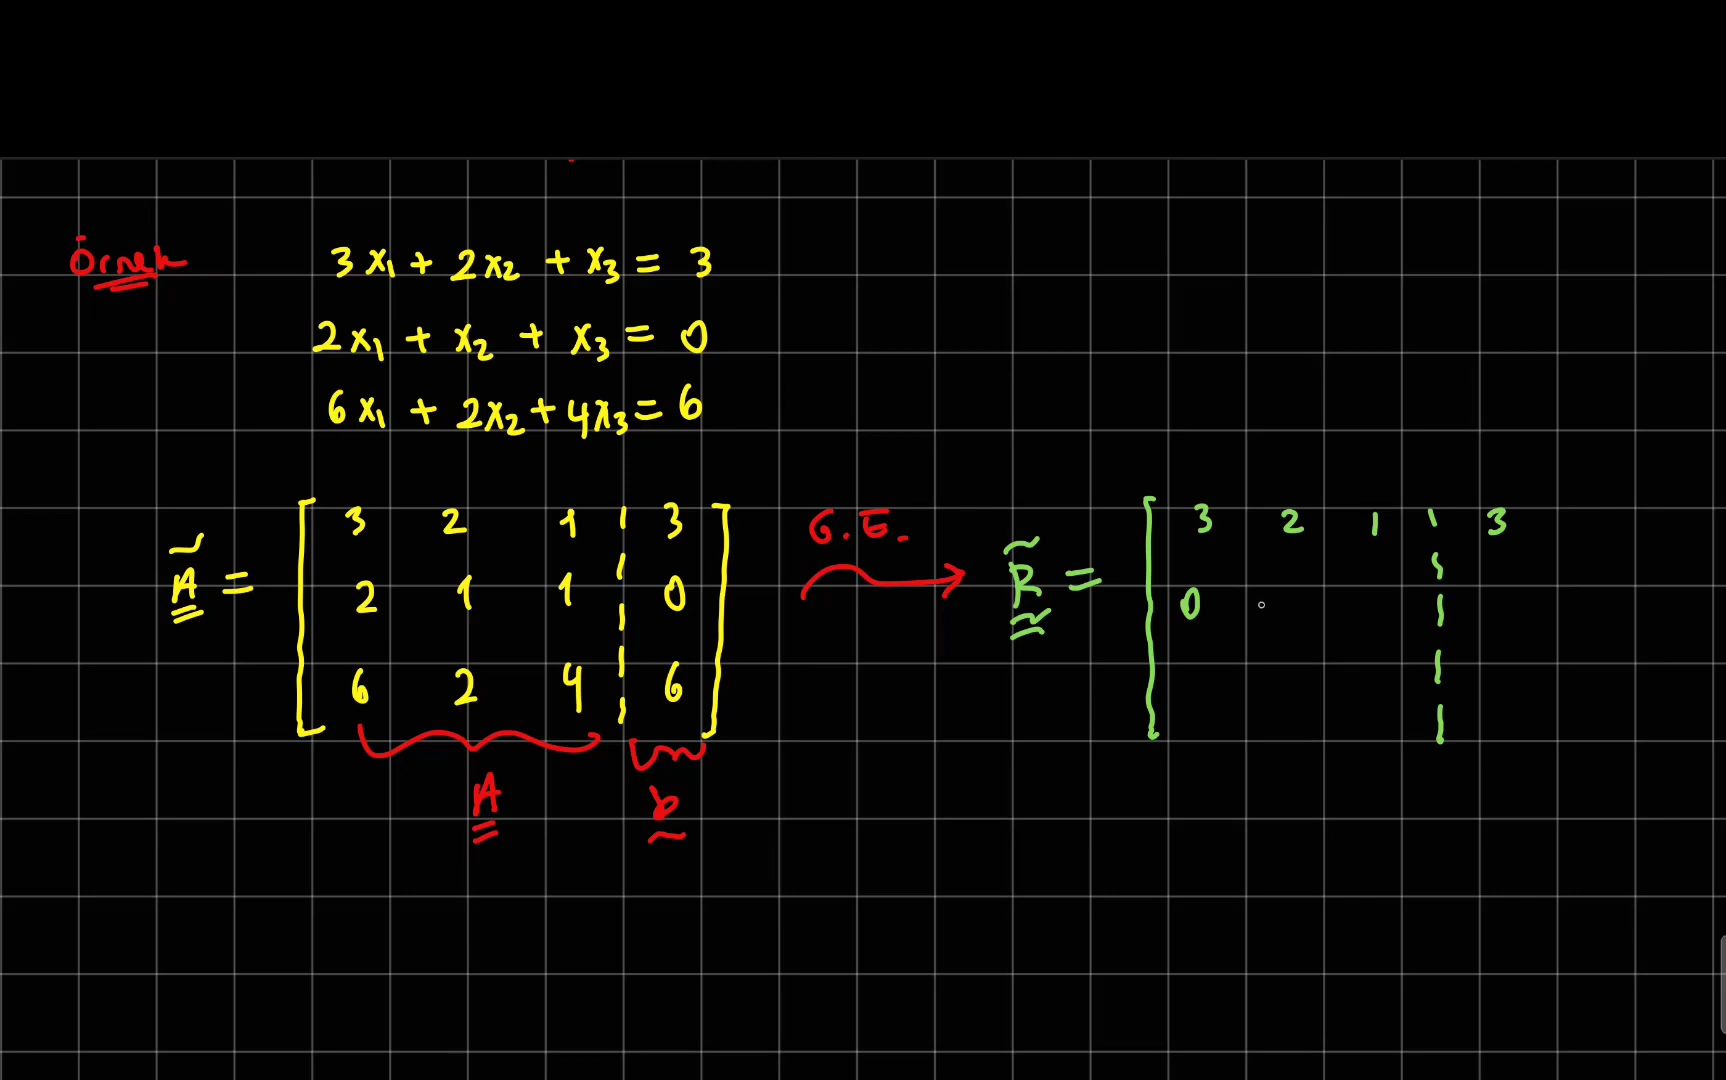 Örnek
3x₁ + 2x₂ + x₃ = 3
2x₁ + x₂ + x₃ = 0
6x₁ + 2x₂ + 4x₃ = 6
Ã = [ 3 2 1 ¦ 3
2 1 1 ¦ 0
6 2 4 ¦ 6 ]
A b
G.E.
R̃ = [ 3 2 1 ¦ 3
0